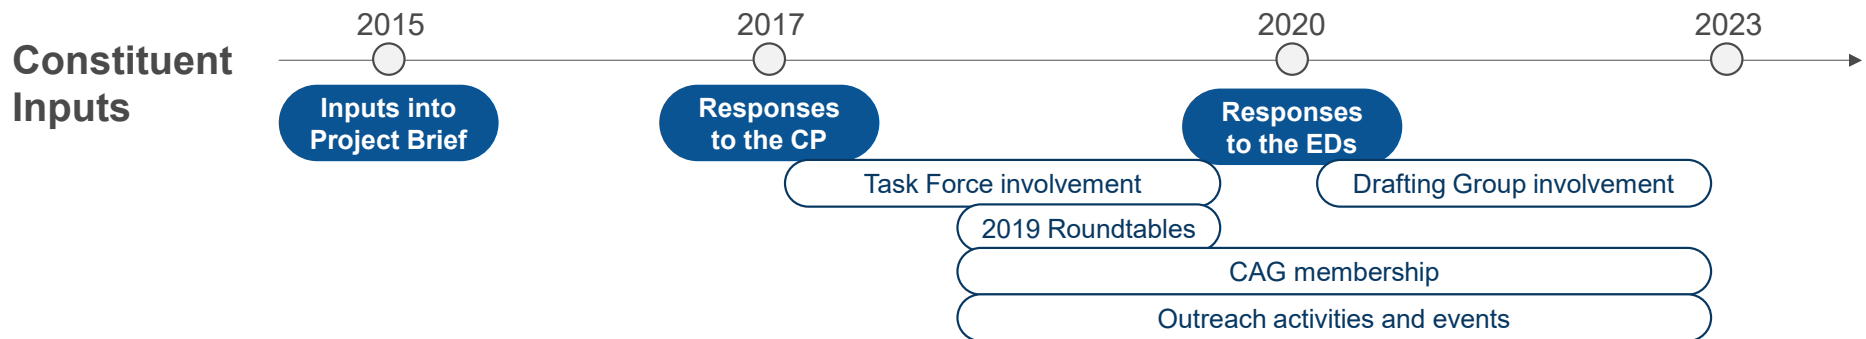 2015
2017
2020
2023
Constituent
Inputs
Inputs into
Project Brief
Responses
to the CP
Responses
to the EDs
Task Force involvement
Drafting Group involvement
2019 Roundtables
CAG membership
Outreach activities and events